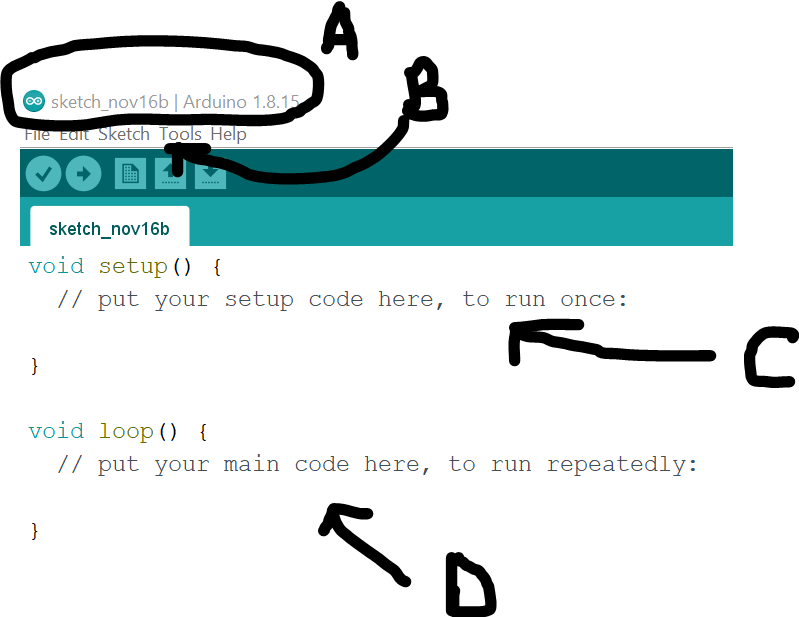 A
B
sketch_nov16b | Arduino 1.8.15
File Edit Sketch Tools Help
sketch_nov16b
void setup() {
  // put your setup code here, to run once:
}
C
void loop() {
  // put your main code here, to run repeatedly:
}
D